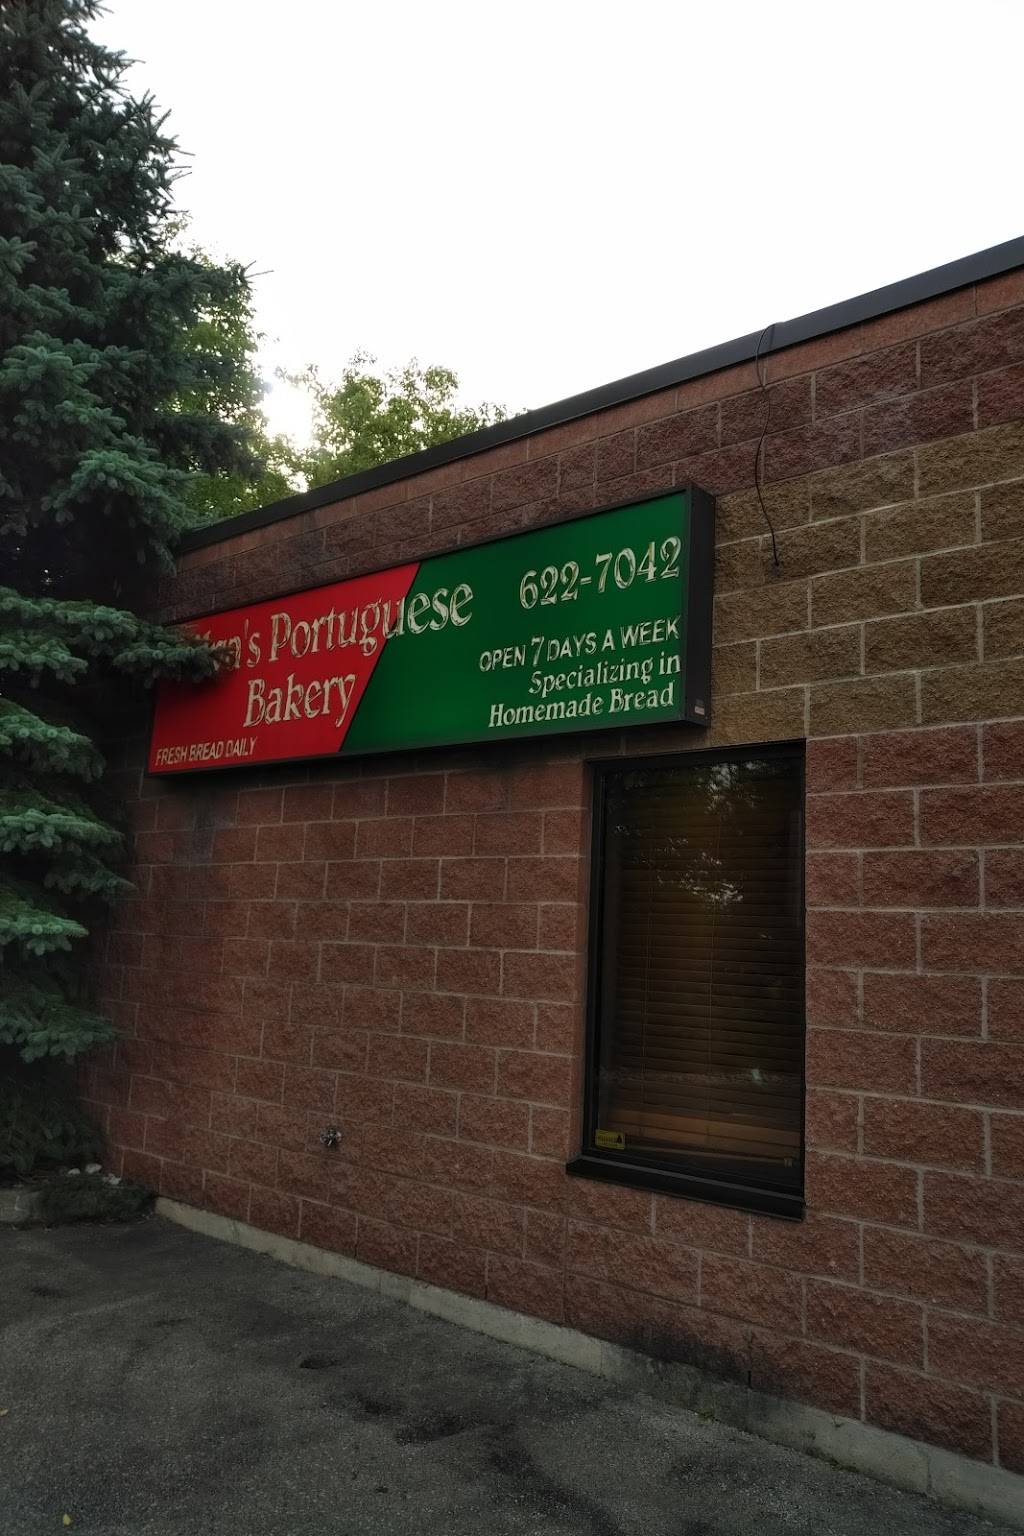 's Portuguese
Bakery
FRESH BREAD DAILY
622-7042
OPEN 7 DAYS A WEEK
Specializing in
Homemade Bread